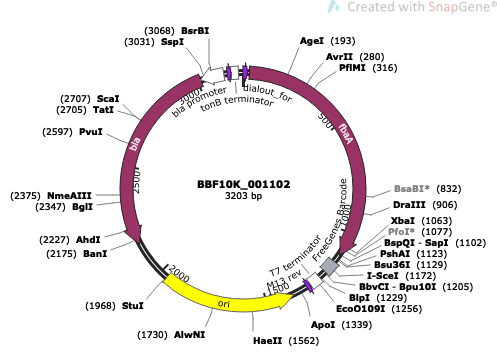 Created with SnapGene®
(3068) BsrBI
(3031) SspI
AgeI (193)
AvrII (280)
PflMI (316)
dialout_for
tonB terminator
bla promoter
3000
(2707) ScaI
(2705) TatI
(2597) PvuI
500
fbaA
bla
2500
BBF10K_001102
3203 bp
(2375) NmeAIII
(2347) BglI
(2227) AhdI
(2175) BanI
BsaBI* (832)
DraIII (906)
1000
FreeGenes Barcode
XbaI (1063)
PfoI* (1077)
BspQI - SapI (1102)
PshAI (1123)
Bsu36I (1129)
I-SceI (1172)
BbvCI - Bpu10I (1205)
BlpI (1229)
EcoO109I (1256)
T7 terminator
M13 rev
1500
2000
ori
(1968) StuI
(1730) AlwNI
HaeII (1562)
ApoI (1339)